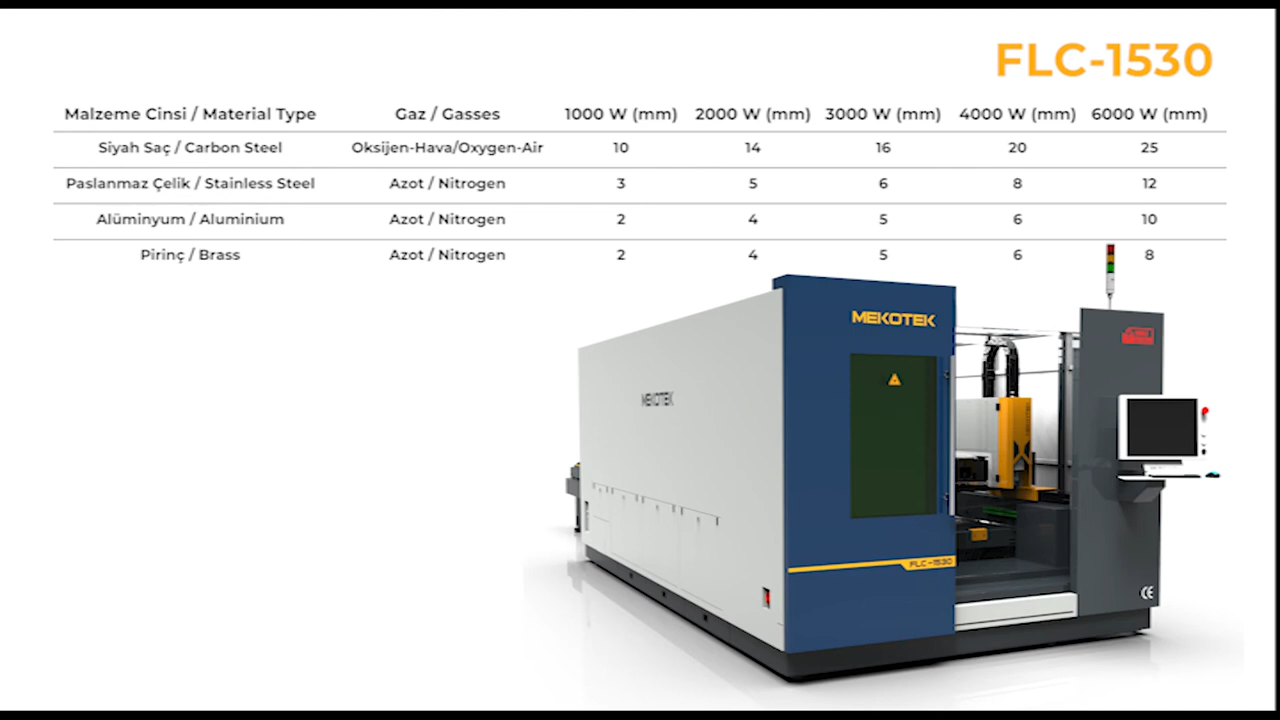 FLC-1530
Malzeme Cinsi / Material Type Gaz / Gasses 1000 W (mm) 2000 W (mm) 3000 W (mm) 4000 W (mm) 6000 W (mm)
Siyah Saç / Carbon Steel Oksijen-Hava/Oxygen-Air 10 14 16 20 25
Paslanmaz Çelik / Stainless Steel Azot / Nitrogen 3 5 6 8 12
Alüminyum / Aluminium Azot / Nitrogen 2 4 5 6 10
Pirinç / Brass Azot / Nitrogen 2 4 5 6 8
MEKOTEK
MEKOTEK
FLC-1530
CE